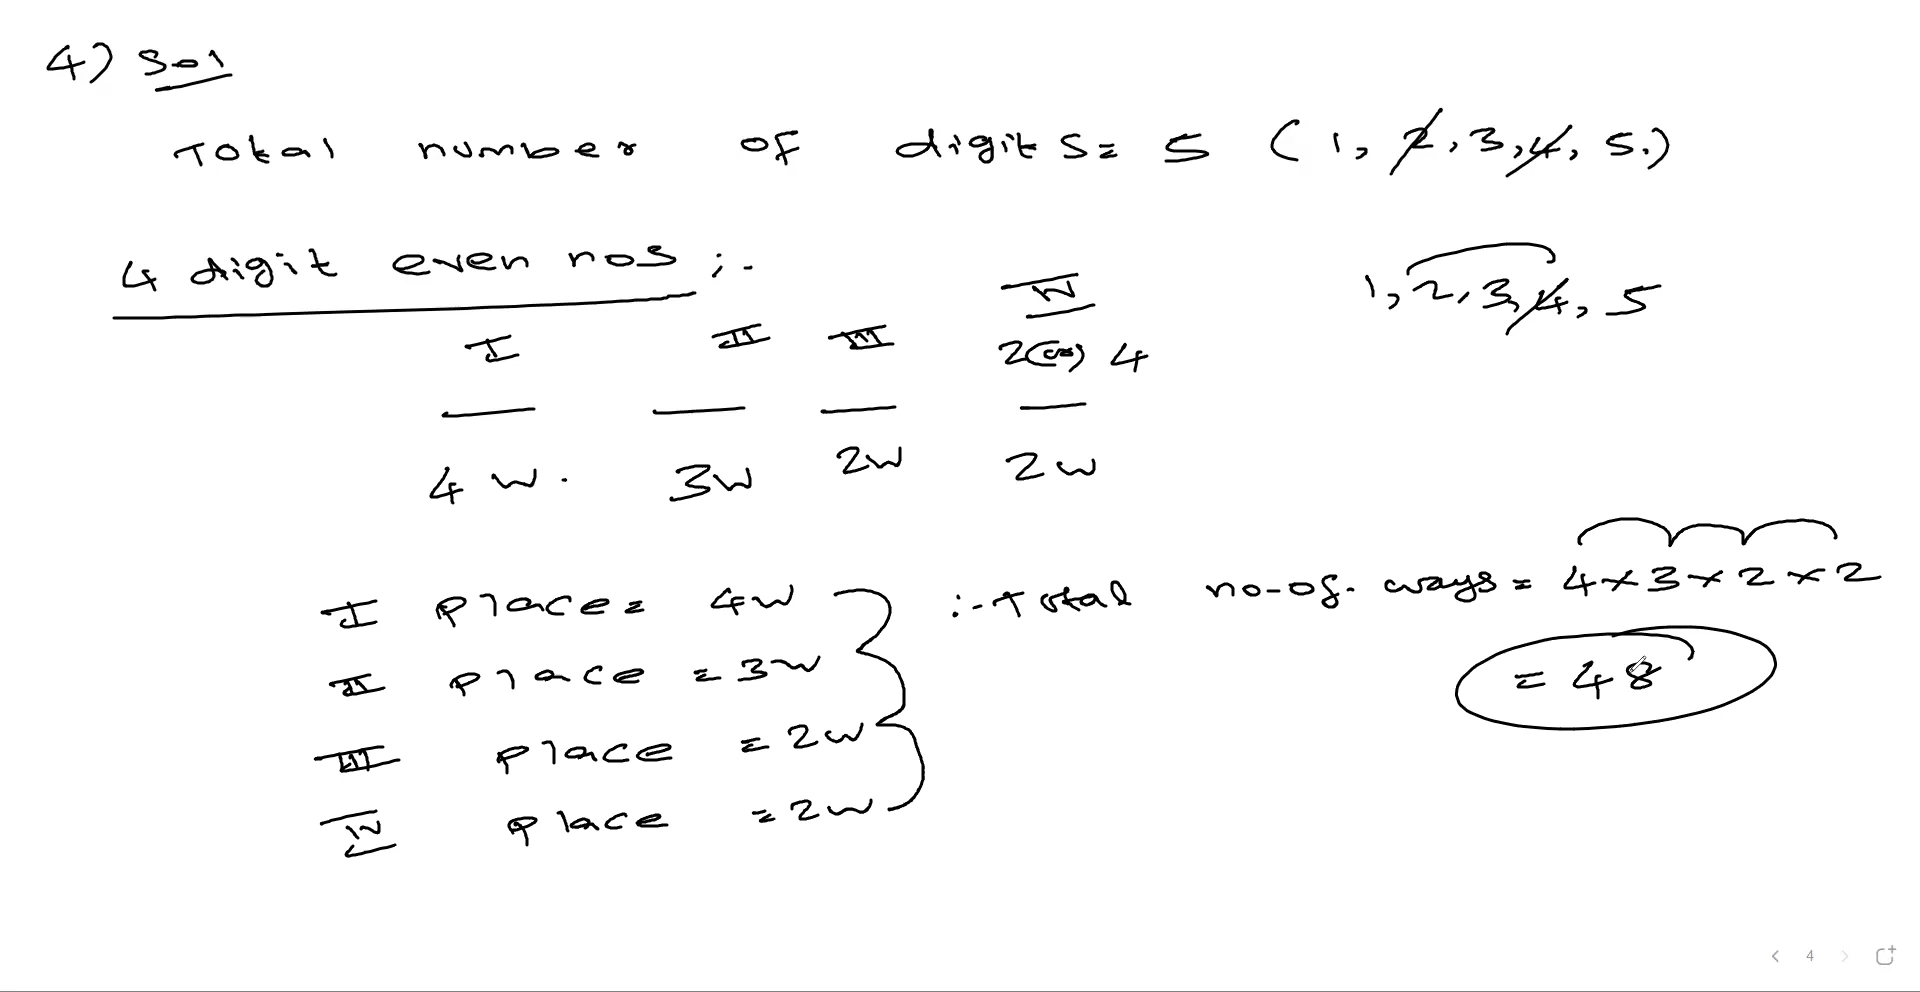 4) Sol
Total number of digits = 5 (1, 2, 3, 4, 5.)
4 digit even nos :-
1, 2, 3, 4, 5
I II III IV
2 (or) 4
4 W. 3W 2W 2W
I place = 4W
II place = 3W
III place = 2W
IV place = 2W
∴ Total no. of. ways = 4 x 3 x 2 x 2
= 48
4